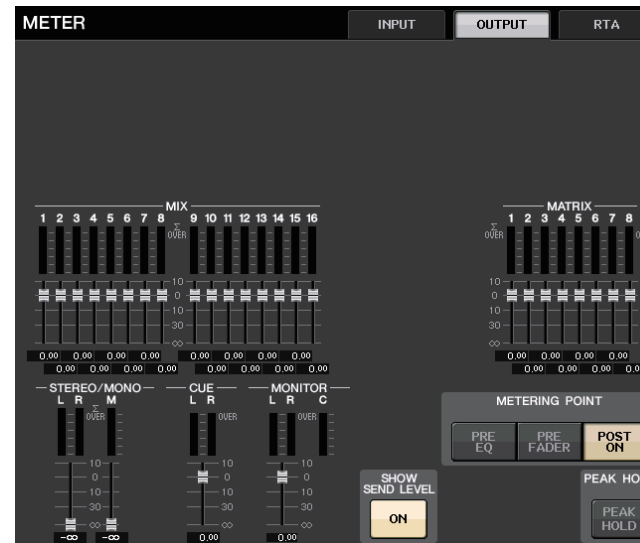 METER INPUT OUTPUT RTA
MIX MATRIX
1 2 3 4 5 6 7 8 9 10 11 12 13 14 15 16 1 2 3 4 5 6 7 8
Σ OVER Σ OVER
10 10
0 0
30 30
∞ ∞
0.00 0.00 0.00 0.00 0.00 0.00 0.00 0.00 0.00 0.00 0.00 0.00
0.00 0.00 0.00 0.00 0.00 0.00 0.00 0.00 0.00 0.00 0.0
STEREO/MONO CUE MONITOR
L R M L R L R C
Σ OVER OVER OVER
METERING POINT
PRE EQ PRE FADER POST ON
10 10 10
0 0 0
10 10 10
30 30 30
∞ ∞ ∞
-∞ -∞ 0.00 0.00
SHOW SEND LEVEL
ON
PEAK HO
PEAK HOLD